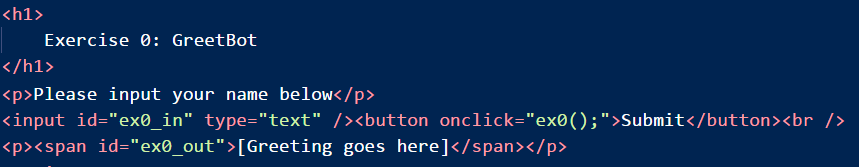 <h1>
    Exercise 0: GreetBot
</h1>
<p>Please input your name below</p>
<input id="ex0_in" type="text" /><button onclick="ex0();">Submit</button><br />
<p><span id="ex0_out">[Greeting goes here]</span></p>